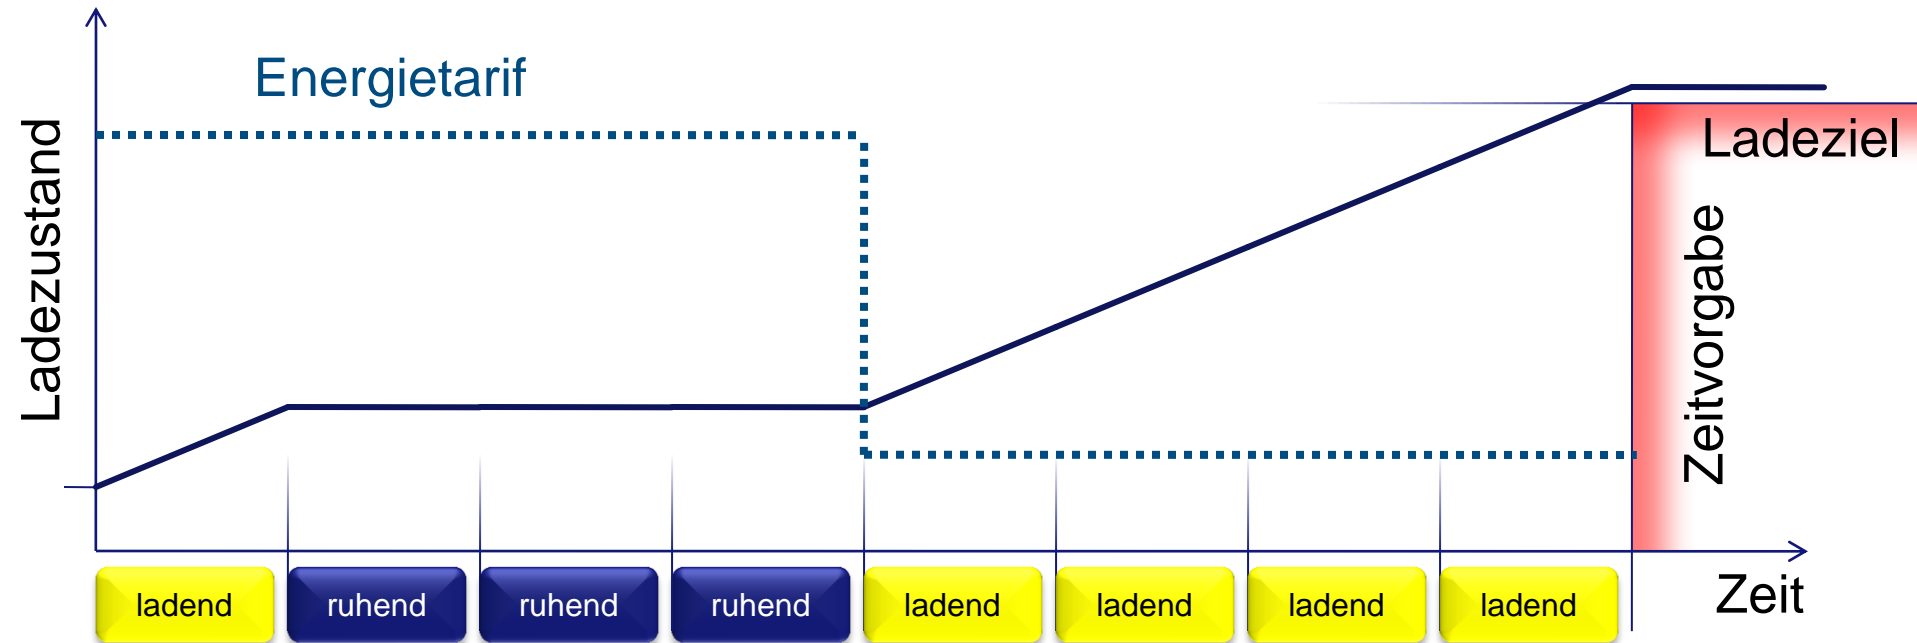 Energietarif
Ladezustand
Ladeziel
Zeitvorgabe
ladend
ruhend
ruhend
ruhend
ladend
ladend
ladend
ladend
Zeit